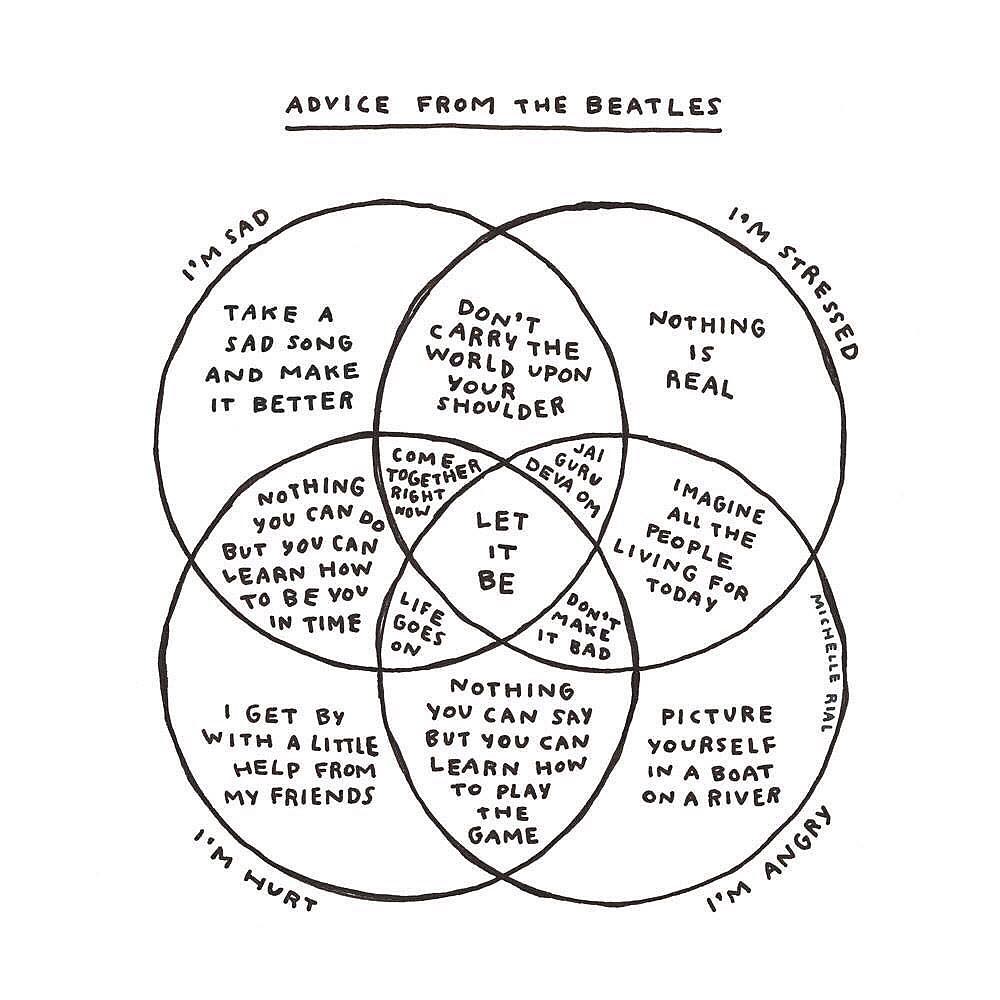 ADVICE FROM THE BEATLES
I'M SAD
I'M STRESSED
TAKE A
SAD SONG
AND MAKE
IT BETTER
DON'T
CARRY THE
WORLD UPON
YOUR
SHOULDER
NOTHING
IS
REAL
COME
TOGETHER
RIGHT
NOW
JAI
GURU
DEVA OM
NOTHING
YOU CAN DO
BUT YOU CAN
LEARN HOW
TO BE YOU
IN TIME
LET
IT
BE
IMAGINE
ALL THE
PEOPLE
LIVING FOR
TODAY
LIFE
GOES
ON
DON'T
MAKE
IT BAD
MICHELLE RIAL
I GET BY
WITH A LITTLE
HELP FROM
MY FRIENDS
NOTHING
YOU CAN SAY
BUT YOU CAN
LEARN HOW
TO PLAY
THE
GAME
PICTURE
YOURSELF
IN A BOAT
ON A RIVER
I'M HURT
I'M ANGRY